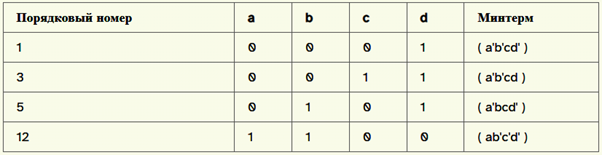 Порядковый номер a b c d Минтерм
1 0 0 0 1 ( a'b'cd' )
3 0 0 1 1 ( a'b'cd )
5 0 1 0 1 ( a'bcd' )
12 1 1 0 0 ( ab'c'd' )